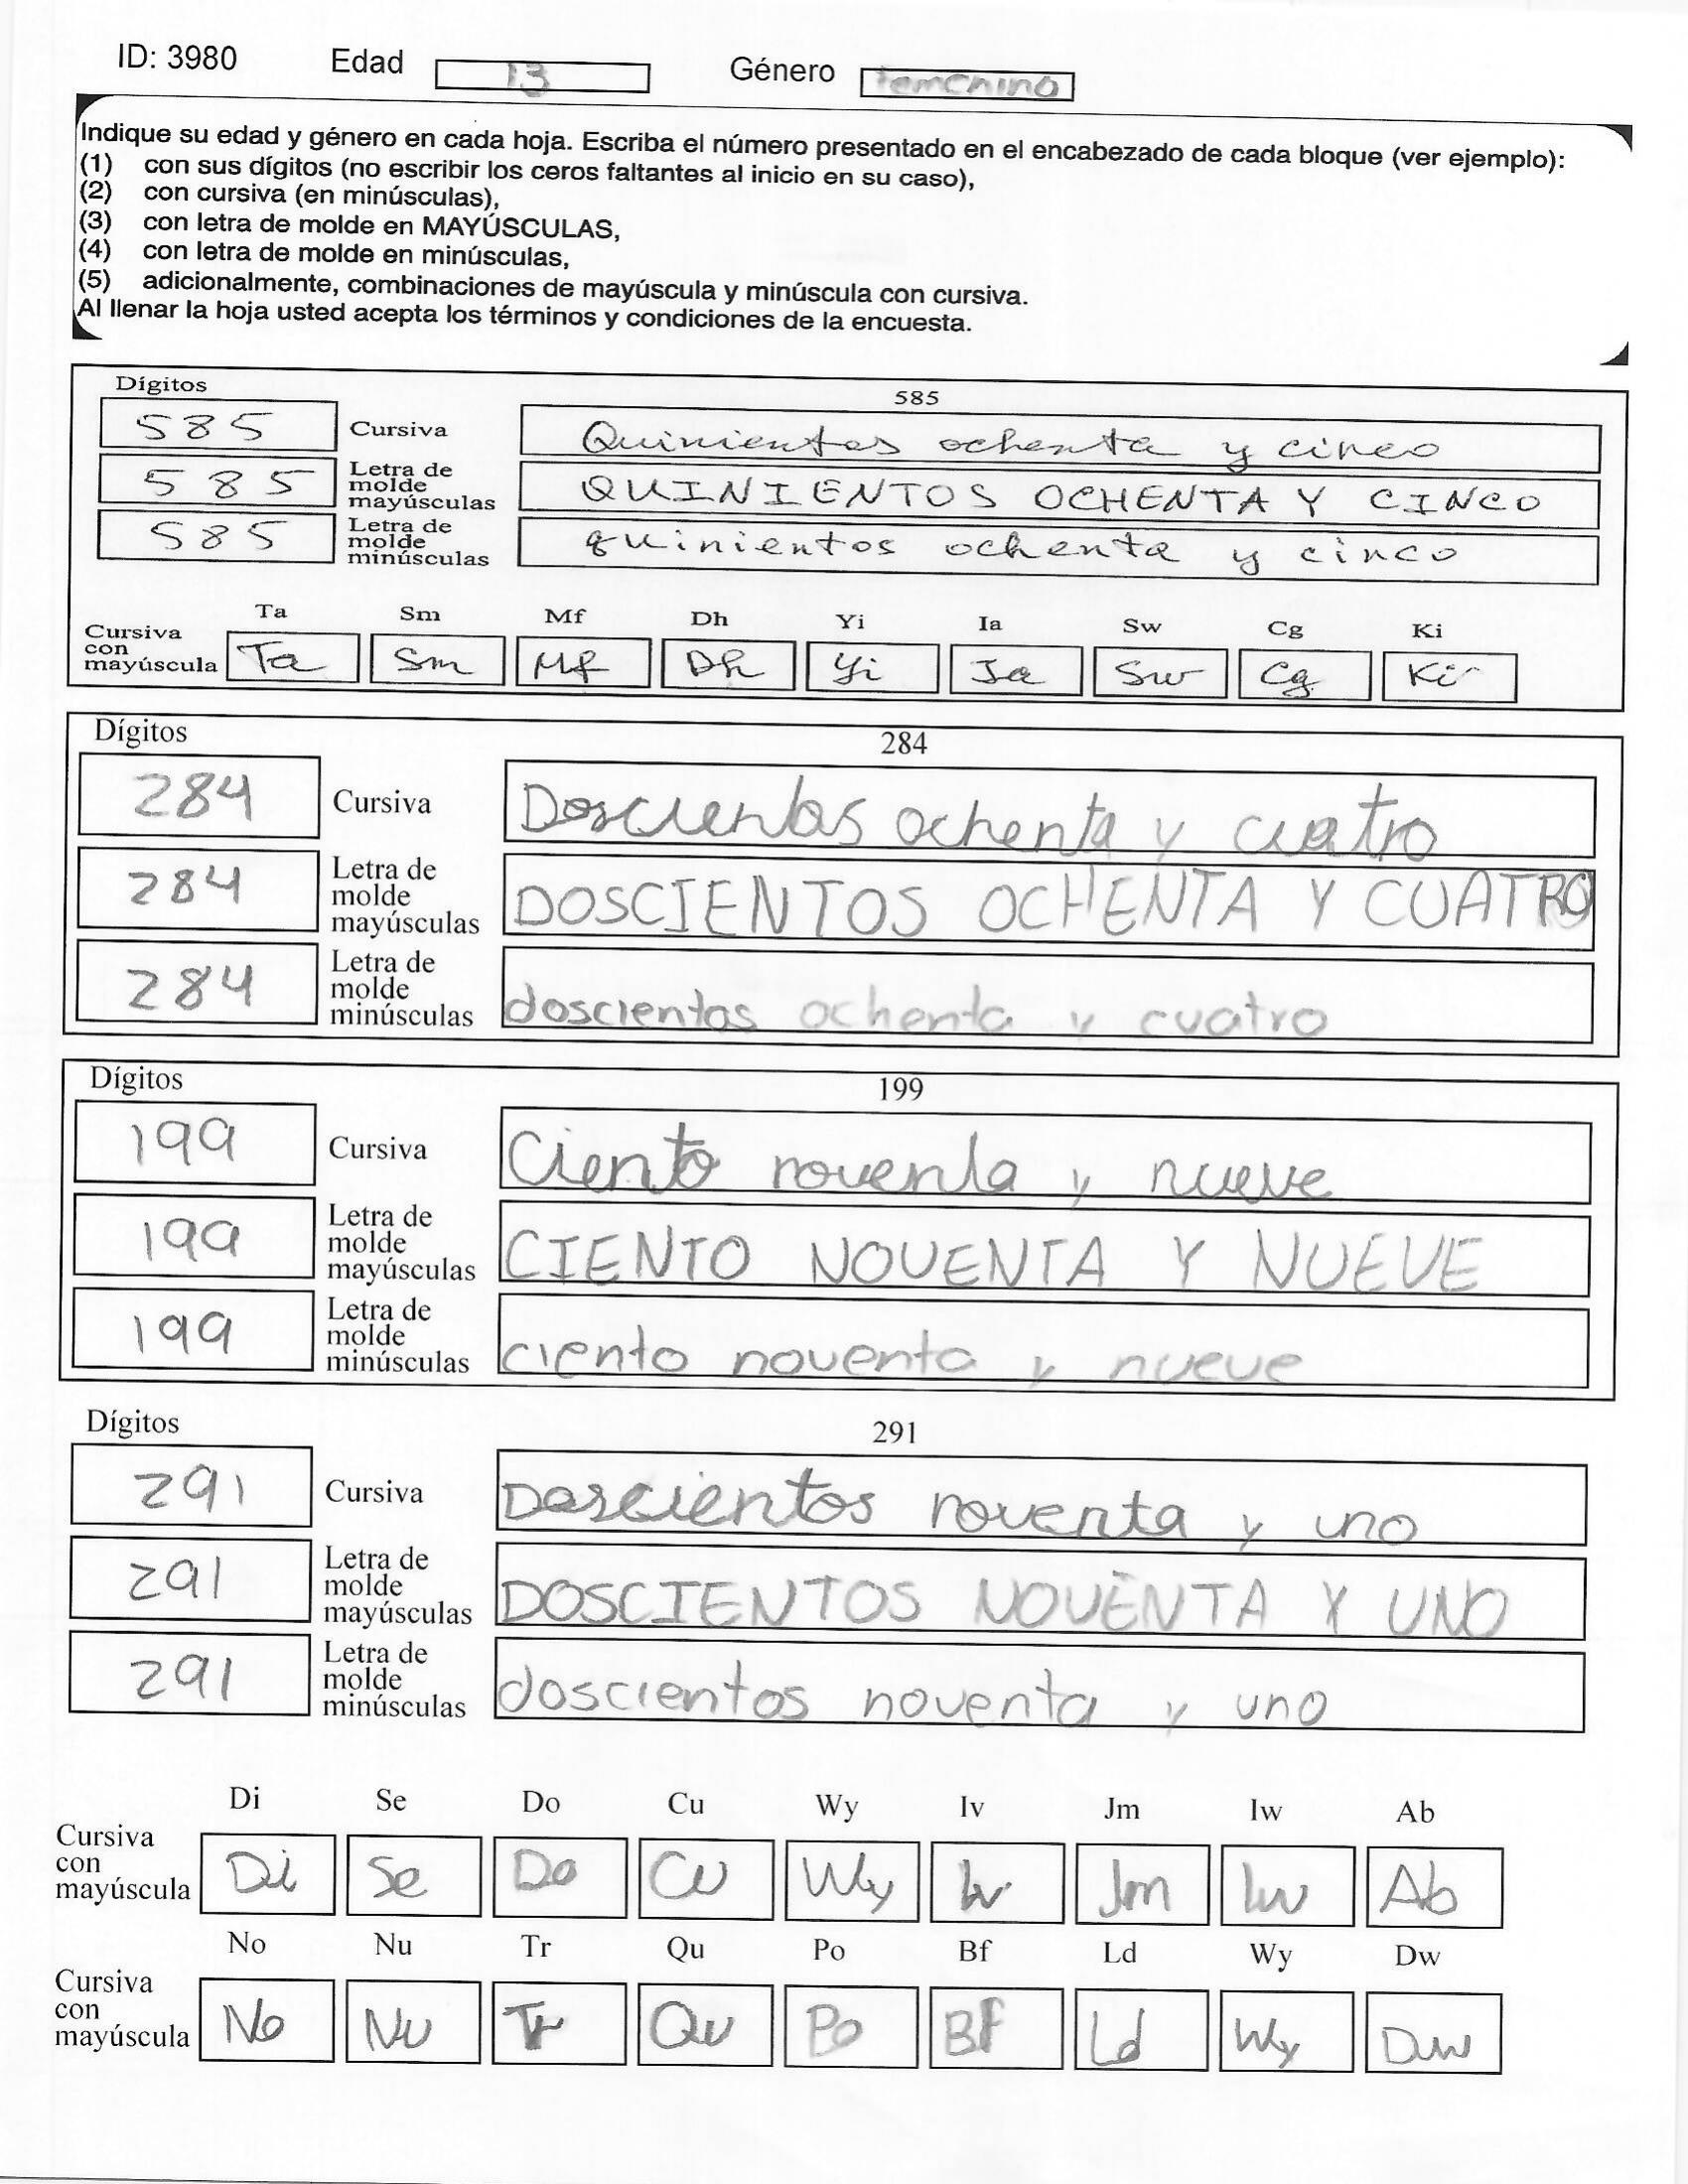 ID: 3980 Edad 13 Género femenino
Indique su edad y género en cada hoja. Escriba el número presentado en el encabezado de cada bloque (ver ejemplo):
(1) con sus dígitos (no escribir los ceros faltantes al inicio en su caso),
(2) con cursiva (en minúsculas),
(3) con letra de molde en MAYÚSCULAS,
(4) con letra de molde en minúsculas,
(5) adicionalmente, combinaciones de mayúscula y minúscula con cursiva.
Al llenar la hoja usted acepta los términos y condiciones de la encuesta.
Dígitos 585
585 Cursiva Quinientos ochenta y cinco
585 Letra de molde mayúsculas QUINIENTOS OCHENTA Y CINCO
585 Letra de molde minúsculas quinientos ochenta y cinco
Ta Sm Mf Dh Yi Ia Sw Cg Ki
Cursiva con mayúscula Ta Sm Mf Dh Yi Ia Sw Cg Ki
Dígitos 284
284 Cursiva Doscientos ochenta y cuatro
284 Letra de molde mayúsculas DOSCIENTOS OCHENTA Y CUATRO
284 Letra de molde minúsculas doscientos ochenta y cuatro
Dígitos 199
199 Cursiva Ciento noventa y nueve
199 Letra de molde mayúsculas CIENTO NOVENTA Y NUEVE
199 Letra de molde minúsculas ciento noventa y nueve
Dígitos 291
291 Cursiva Doscientos noventa y uno
291 Letra de molde mayúsculas DOSCIENTOS NOVENTA Y UNO
291 Letra de molde minúsculas doscientos noventa y uno
Di Se Do Cu Wy Iv Jm Iw Ab
Cursiva con mayúscula Di Se Do Cu Wy Iv Jm Iw Ab
No Nu Tr Qu Po Bf Ld Wy Dw
Cursiva con mayúscula No Nu Tr Qu Po Bf Ld Wy Dw